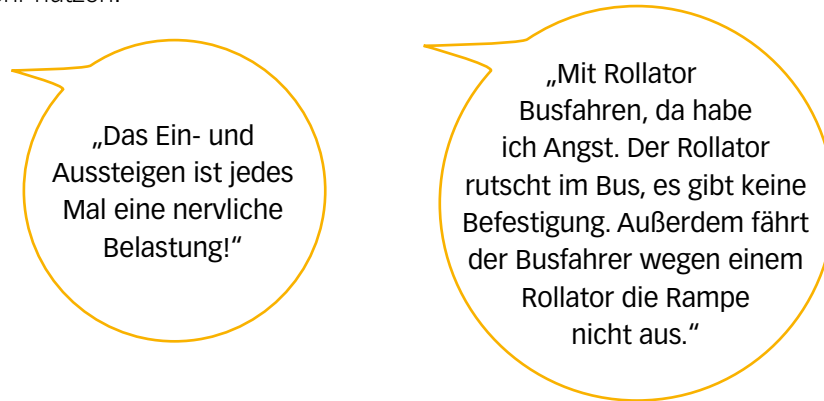 „Das Ein- und
Aussteigen ist jedes
Mal eine nervliche
Belastung!“
„Mit Rollator
Busfahren, da habe
ich Angst. Der Rollator
rutscht im Bus, es gibt keine
Befestigung. Außerdem fährt
der Busfahrer wegen einem
Rollator die Rampe
nicht aus.“